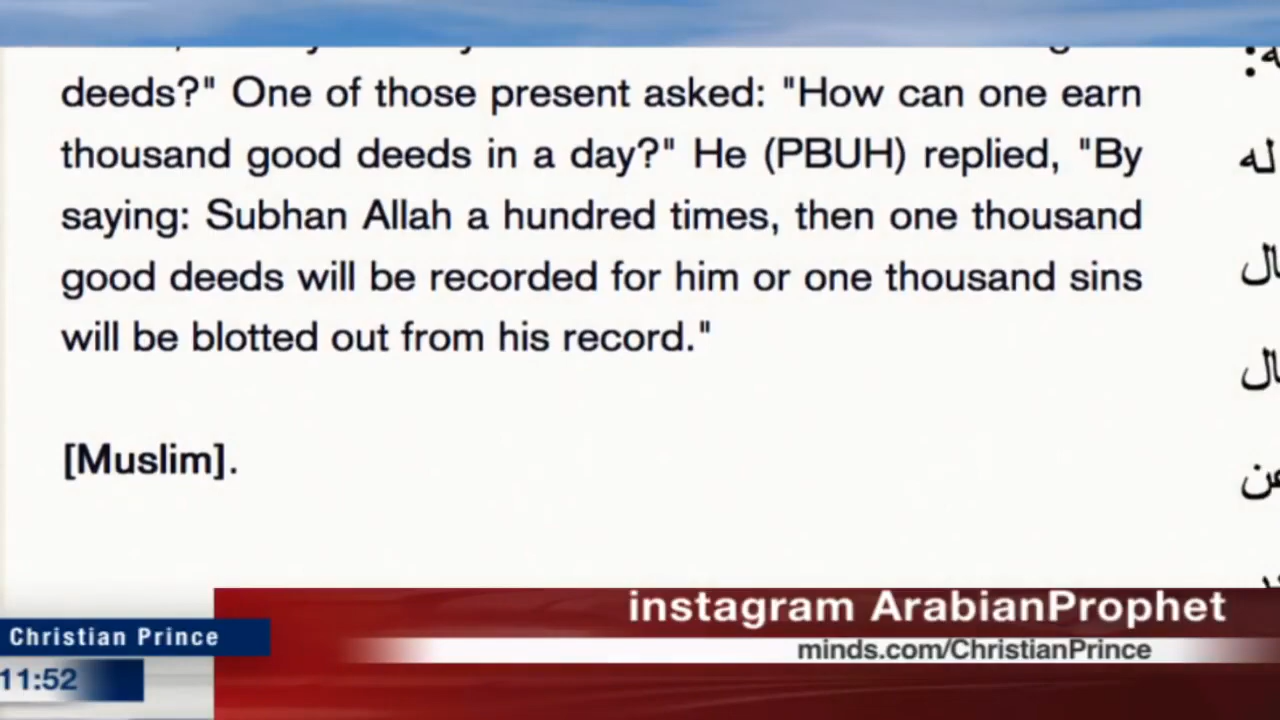 deeds?" One of those present asked: "How can one earn
thousand good deeds in a day?" He (PBUH) replied, "By
saying: Subhan Allah a hundred times, then one thousand
good deeds will be recorded for him or one thousand sins
will be blotted out from his record."
[Muslim].
له
instagram ArabianProphet
Christian Prince
minds.com/ChristianPrince
11:52